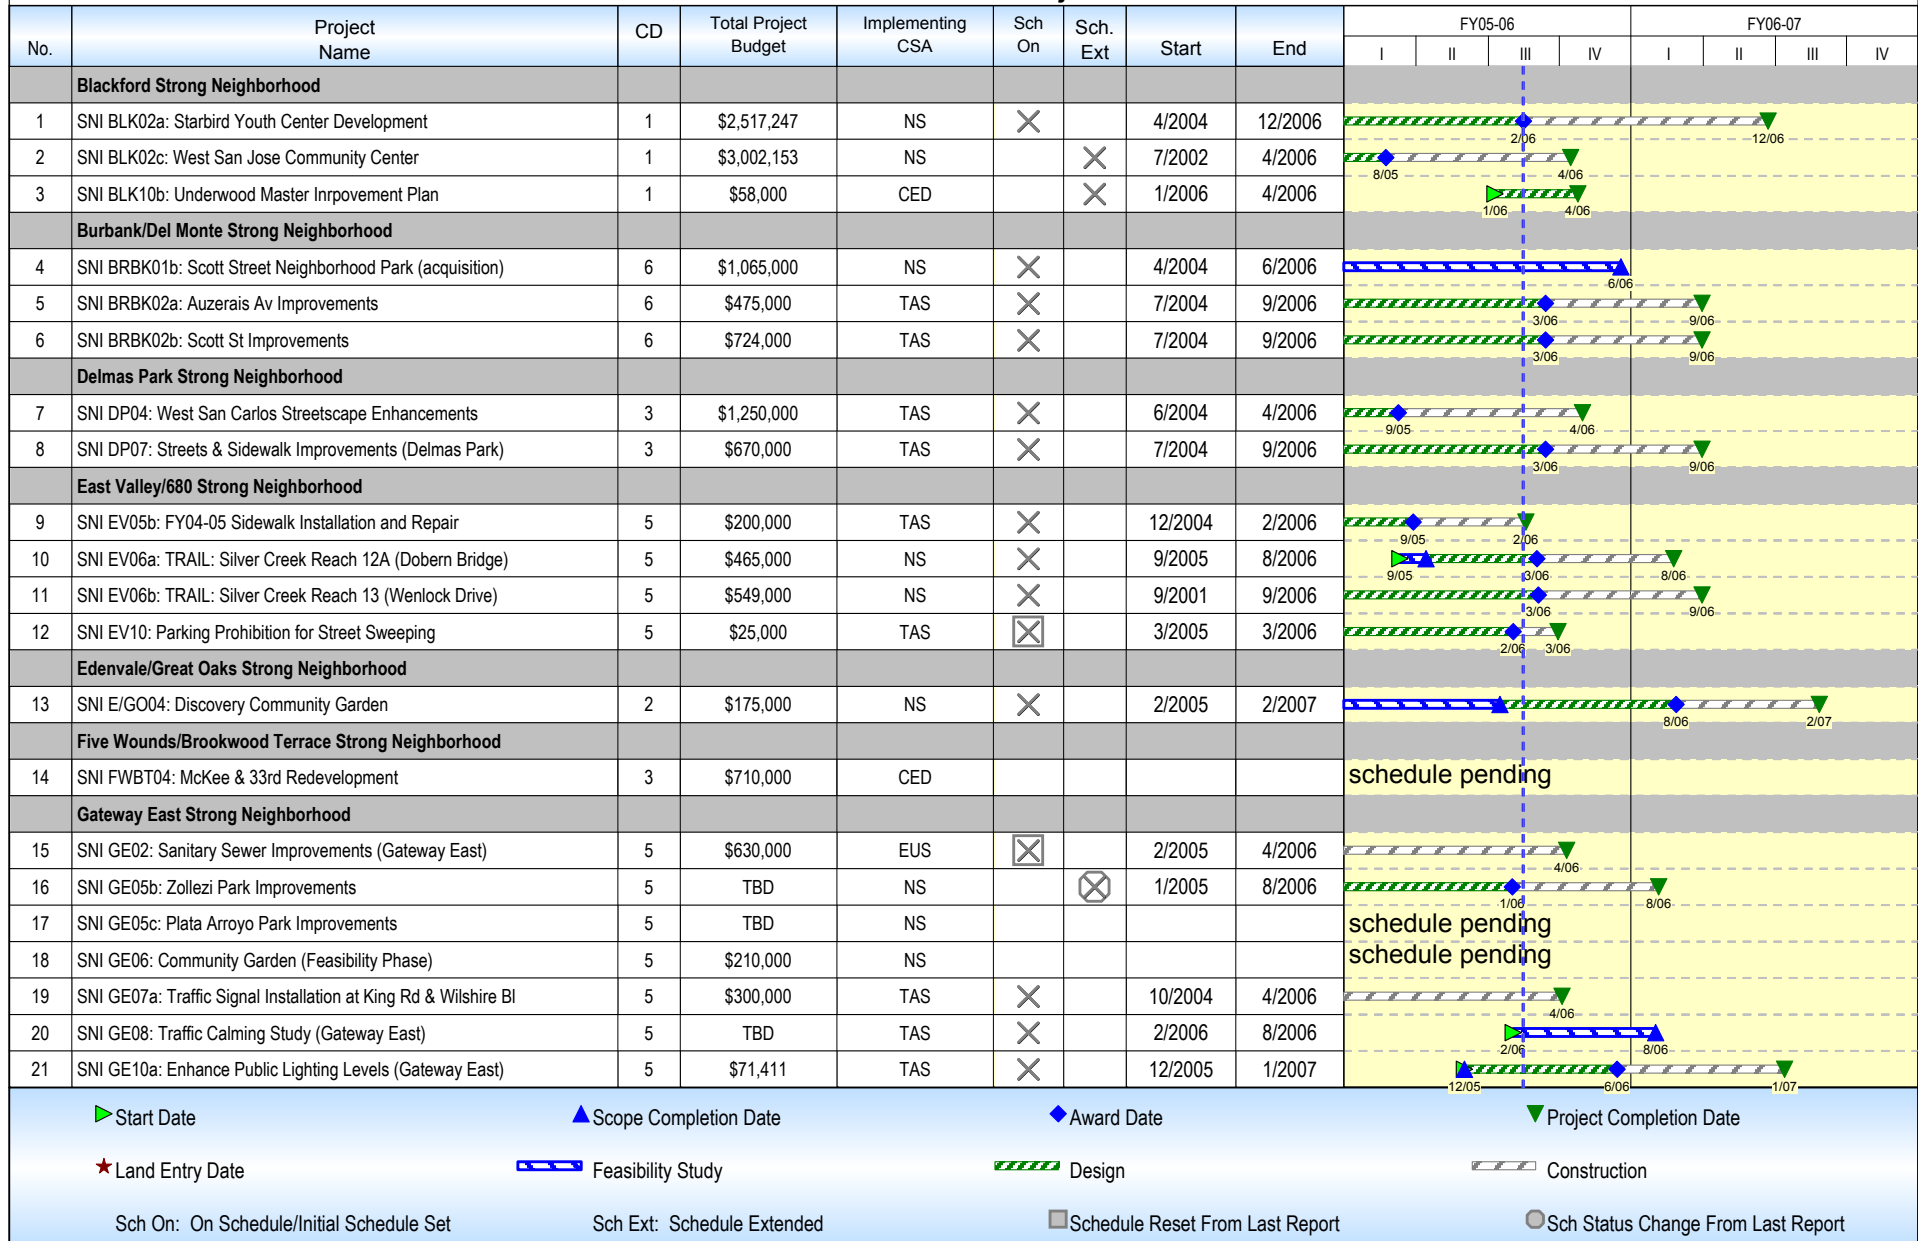 No. Project Name CD Total Project Budget Implementing CSA Sch On Sch. Ext Start End FY05-06 FY06-07
I II III IV I II III IV
Blackford Strong Neighborhood
1 SNI BLK02a: Starbird Youth Center Development 1 $2,517,247 NS 4/2004 12/2006 2/06 12/06
2 SNI BLK02c: West San Jose Community Center 1 $3,002,153 NS 7/2002 4/2006 8/05 4/06
3 SNI BLK10b: Underwood Master Inrpovement Plan 1 $58,000 CED 1/2006 4/2006 1/06 4/06
Burbank/Del Monte Strong Neighborhood
4 SNI BRBK01b: Scott Street Neighborhood Park (acquisition) 6 $1,065,000 NS 4/2004 6/2006 6/06
5 SNI BRBK02a: Auzerais Av Improvements 6 $475,000 TAS 7/2004 9/2006 3/06 9/06
6 SNI BRBK02b: Scott St Improvements 6 $724,000 TAS 7/2004 9/2006 3/06 9/06
Delmas Park Strong Neighborhood
7 SNI DP04: West San Carlos Streetscape Enhancements 3 $1,250,000 TAS 6/2004 4/2006 9/05 4/06
8 SNI DP07: Streets & Sidewalk Improvements (Delmas Park) 3 $670,000 TAS 7/2004 9/2006 3/06 9/06
East Valley/680 Strong Neighborhood
9 SNI EV05b: FY04-05 Sidewalk Installation and Repair 5 $200,000 TAS 12/2004 2/2006 9/05 2/06
10 SNI EV06a: TRAIL: Silver Creek Reach 12A (Dobern Bridge) 5 $465,000 NS 9/2005 8/2006 9/05 3/06 8/06
11 SNI EV06b: TRAIL: Silver Creek Reach 13 (Wenlock Drive) 5 $549,000 NS 9/2001 9/2006 3/06 9/06
12 SNI EV10: Parking Prohibition for Street Sweeping 5 $25,000 TAS 3/2005 3/2006 2/06 3/06
Edenvale/Great Oaks Strong Neighborhood
13 SNI E/GO04: Discovery Community Garden 2 $175,000 NS 2/2005 2/2007 8/06 2/07
Five Wounds/Brookwood Terrace Strong Neighborhood
14 SNI FWBT04: McKee & 33rd Redevelopment 3 $710,000 CED schedule pending
Gateway East Strong Neighborhood
15 SNI GE02: Sanitary Sewer Improvements (Gateway East) 5 $630,000 EUS 2/2005 4/2006 4/06
16 SNI GE05b: Zollezi Park Improvements 5 TBD NS 1/2005 8/2006 1/06 8/06
17 SNI GE05c: Plata Arroyo Park Improvements 5 TBD NS schedule pending
18 SNI GE06: Community Garden (Feasibility Phase) 5 $210,000 NS schedule pending
19 SNI GE07a: Traffic Signal Installation at King Rd & Wilshire Bl 5 $300,000 TAS 10/2004 4/2006 4/06
20 SNI GE08: Traffic Calming Study (Gateway East) 5 TBD TAS 2/2006 8/2006 2/06 8/06
21 SNI GE10a: Enhance Public Lighting Levels (Gateway East) 5 $71,411 TAS 12/2005 1/2007 12/05 6/06 1/07
Start Date Scope Completion Date Award Date Project Completion Date
Land Entry Date Feasibility Study Design Construction
Sch On: On Schedule/Initial Schedule Set Sch Ext: Schedule Extended Schedule Reset From Last Report Sch Status Change From Last Report